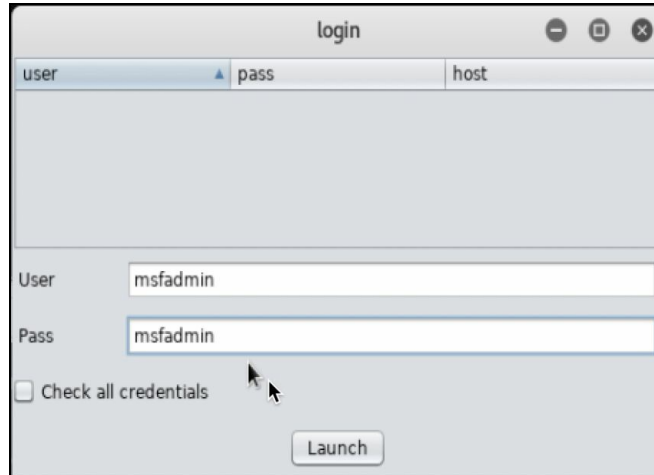 login
user pass host
User msfadmin
Pass msfadmin
Check all credentials
Launch